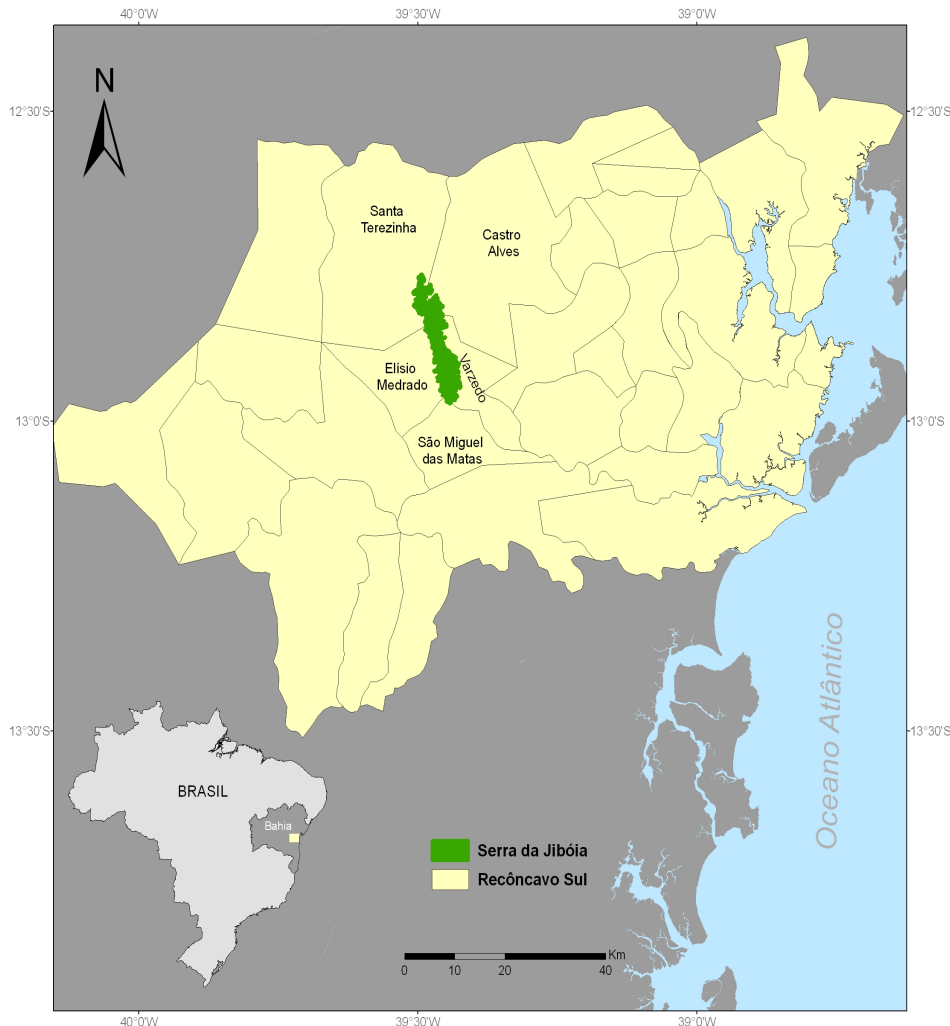 40°0'W 39°30'W 39°0'W
N
12°30'S 12°30'S
Santa
Terezinha
Castro
Alves
Elísio
Medrado
Varzedo
13°0'S 13°0'S
São Miguel
das Matas
Oceano Atlântico
13°30'S 13°30'S
BRASIL
Bahia
Serra da Jibóia
Recôncavo Sul
Km
0 10 20 40
40°0'W 39°30'W 39°0'W